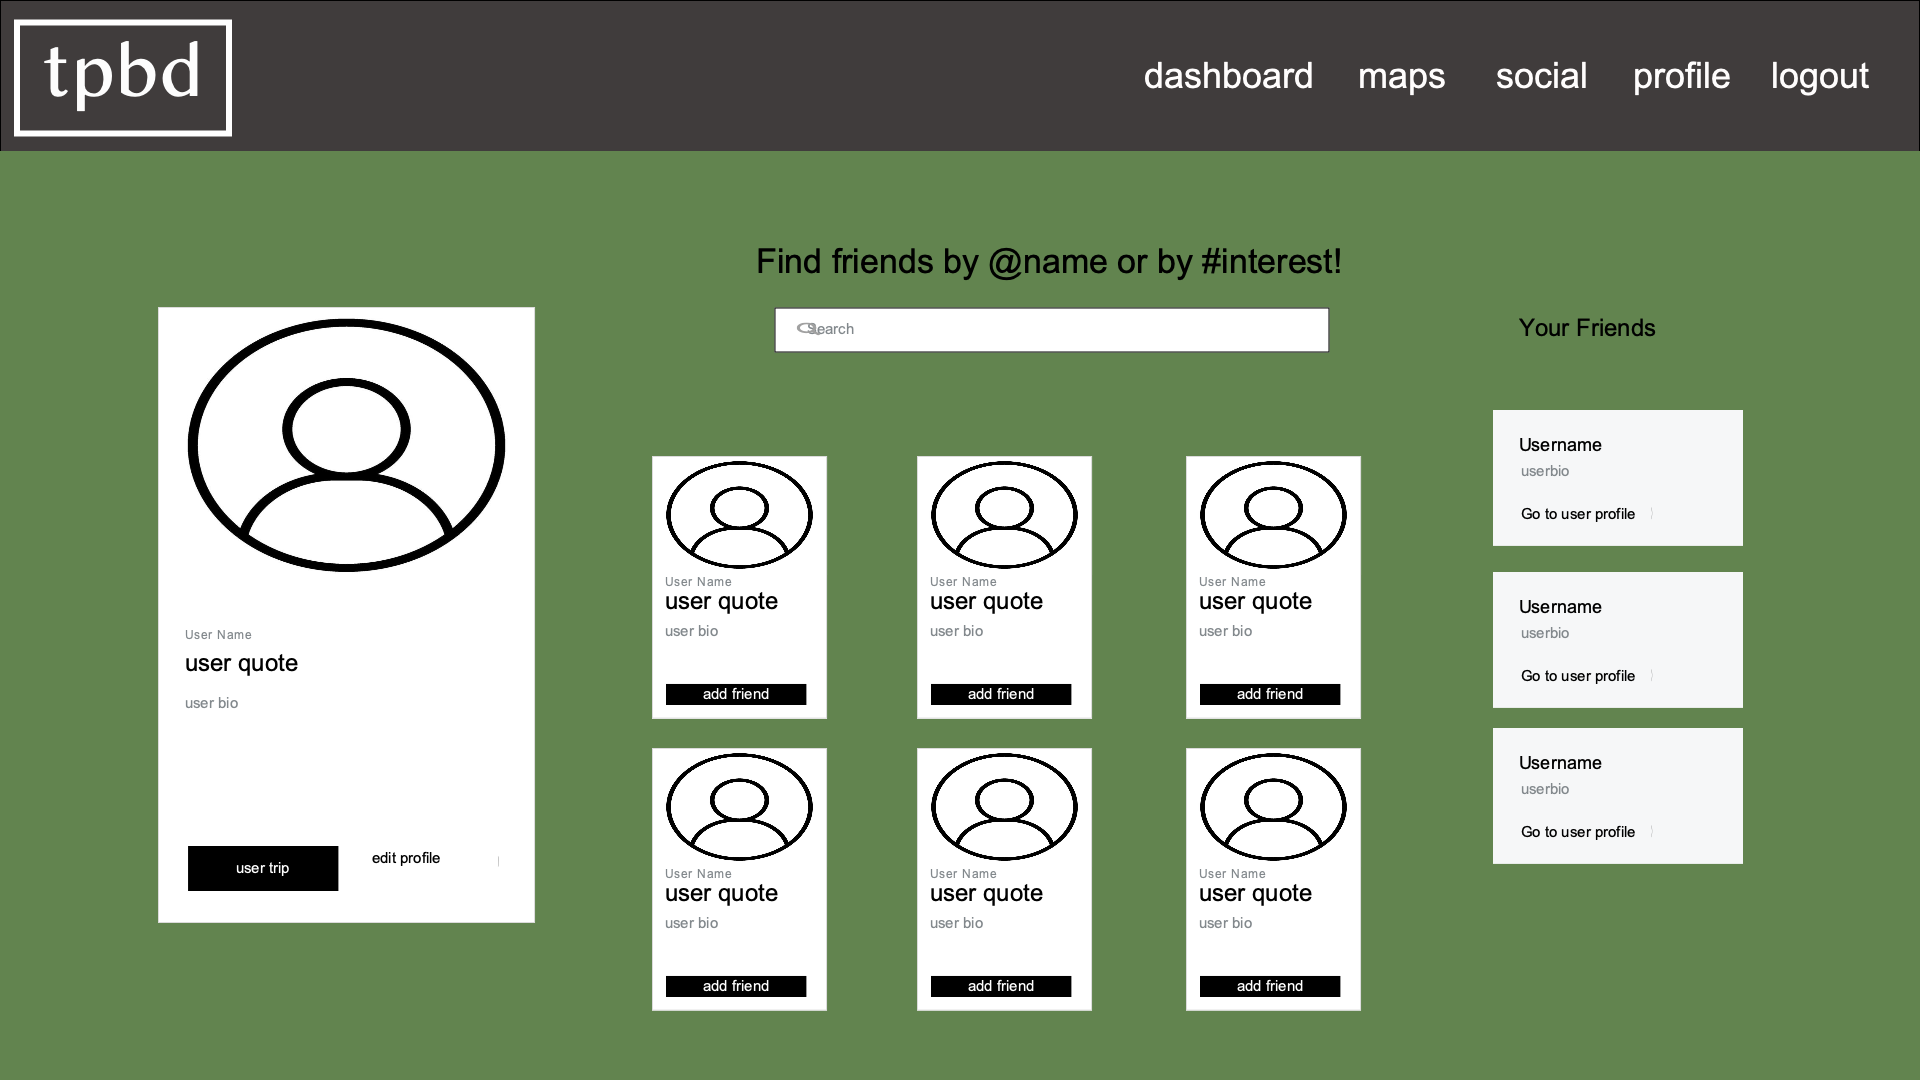 tpbd
dashboard maps social profile logout
Find friends by @name or by #interest!
Search
User Name
user quote
user bio
user trip edit profile
User Name User Name User Name
user quote user quote user quote
user bio user bio user bio
add friend add friend add friend
User Name User Name User Name
user quote user quote user quote
user bio user bio user bio
add friend add friend add friend
Your Friends
Username
userbio
Go to user profile
Username
userbio
Go to user profile
Username
userbio
Go to user profile